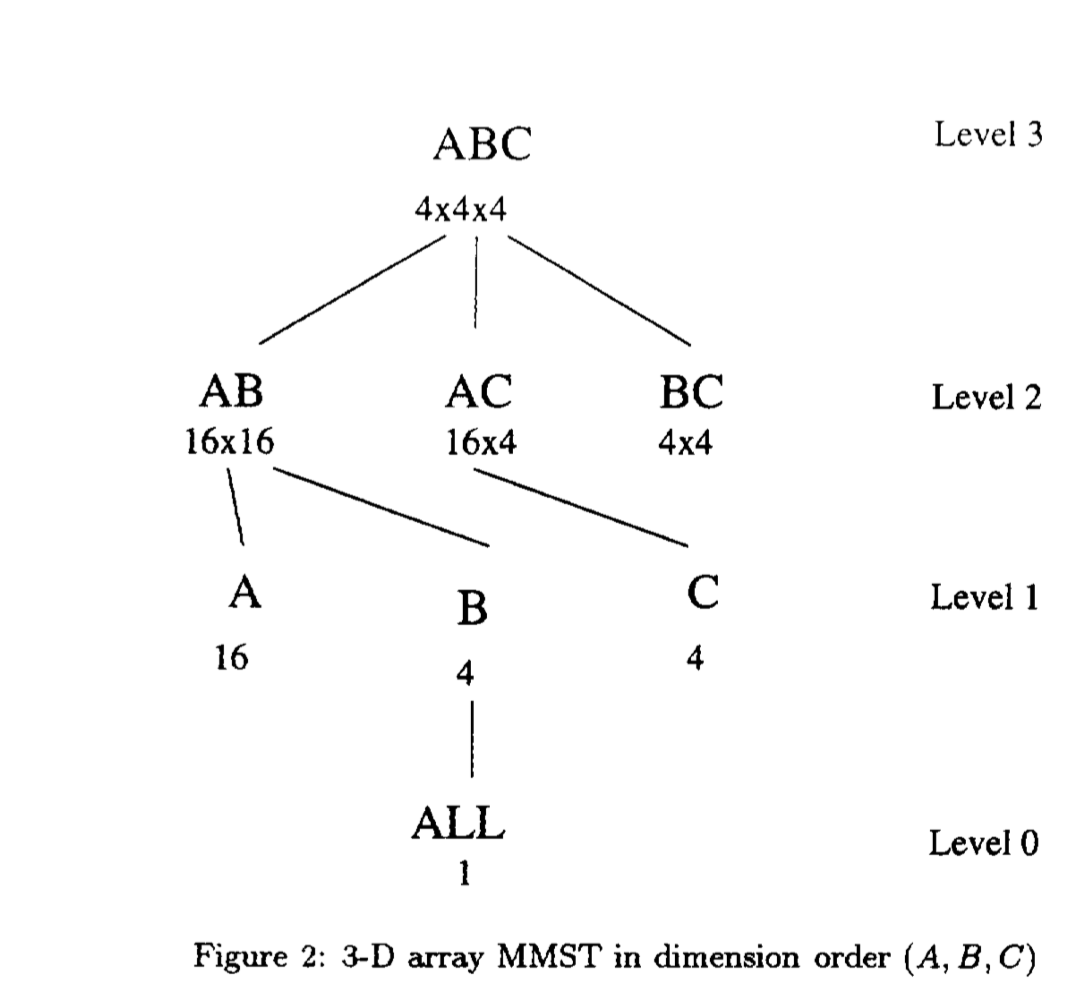 ABC Level 3
4x4x4
AB AC BC Level 2
16x16 16x4 4x4
A B C Level 1
16 4 4
ALL Level 0
1
Figure 2: 3-D array MMST in dimension order (A, B, C)